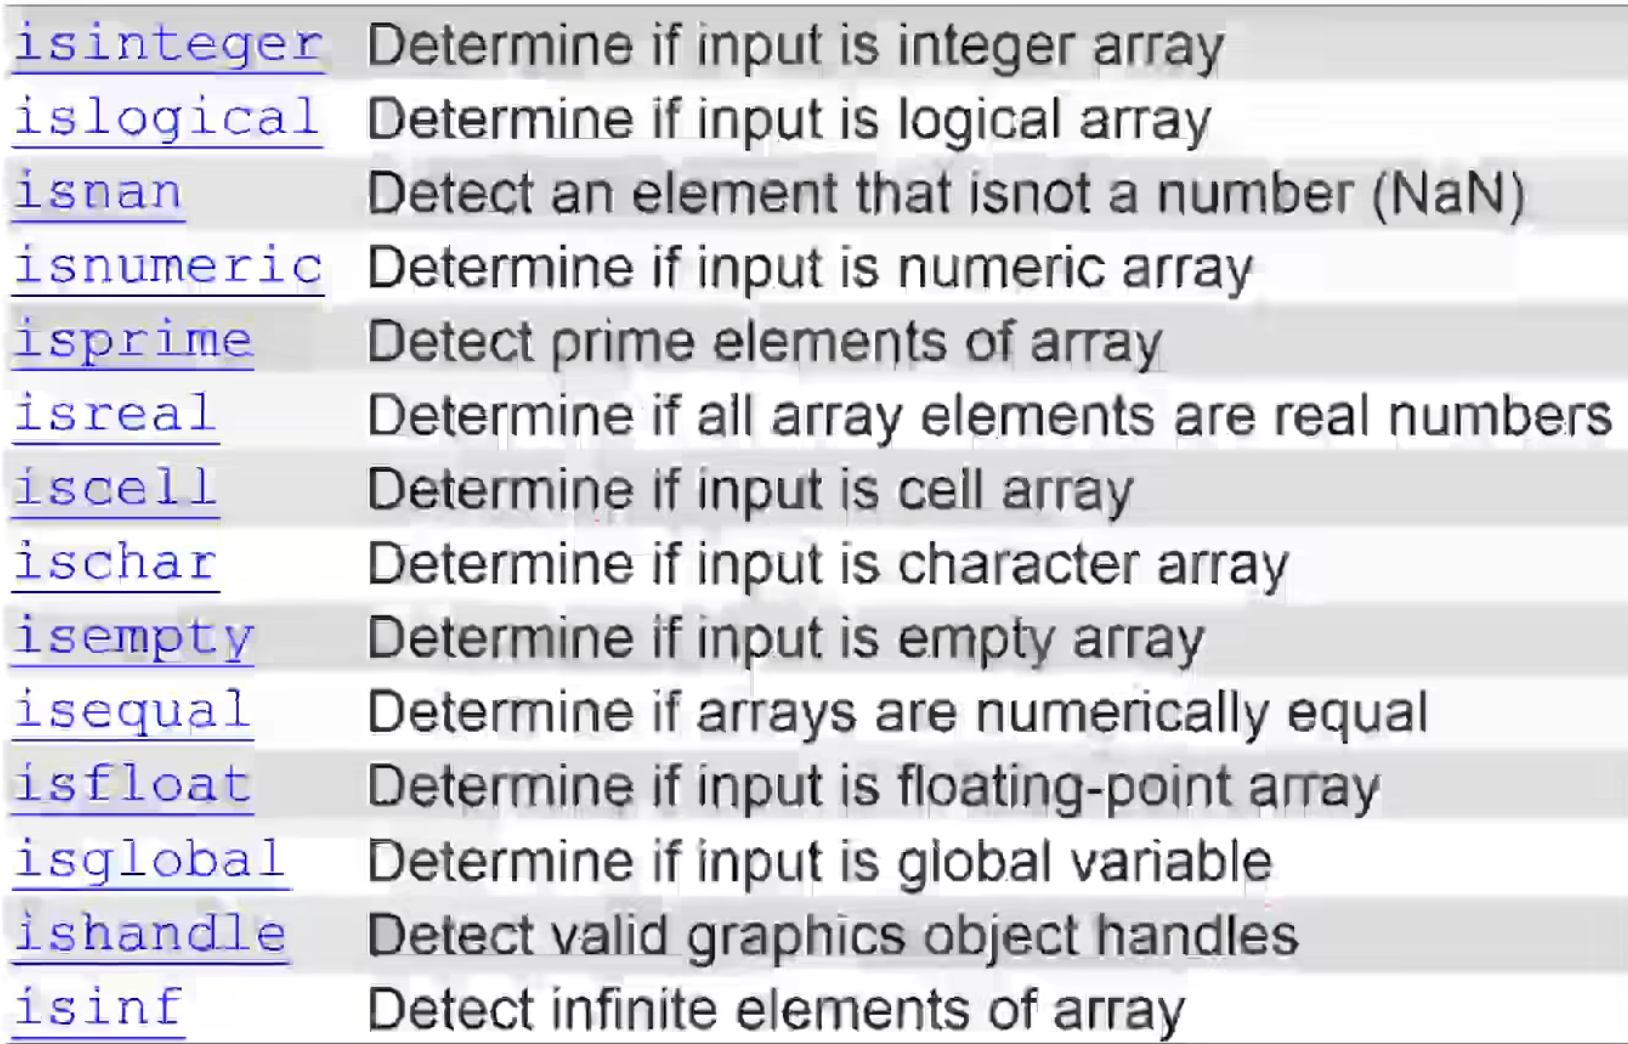 isinteger Determine if input is integer array
islogical Determine if input is logical array
isnan Detect an element that isnot a number (NaN)
isnumeric Determine if input is numeric array
isprime Detect prime elements of array
isreal Determine if all array elements are real numbers
iscell Determine if input is cell array
ischar Determine if input is character array
isempty Determine if input is empty array
isequal Determine if arrays are numerically equal
isfloat Determine if input is floating-point array
isglobal Determine if input is global variable
ishandle Detect valid graphics object handles
isinf Detect infinite elements of array